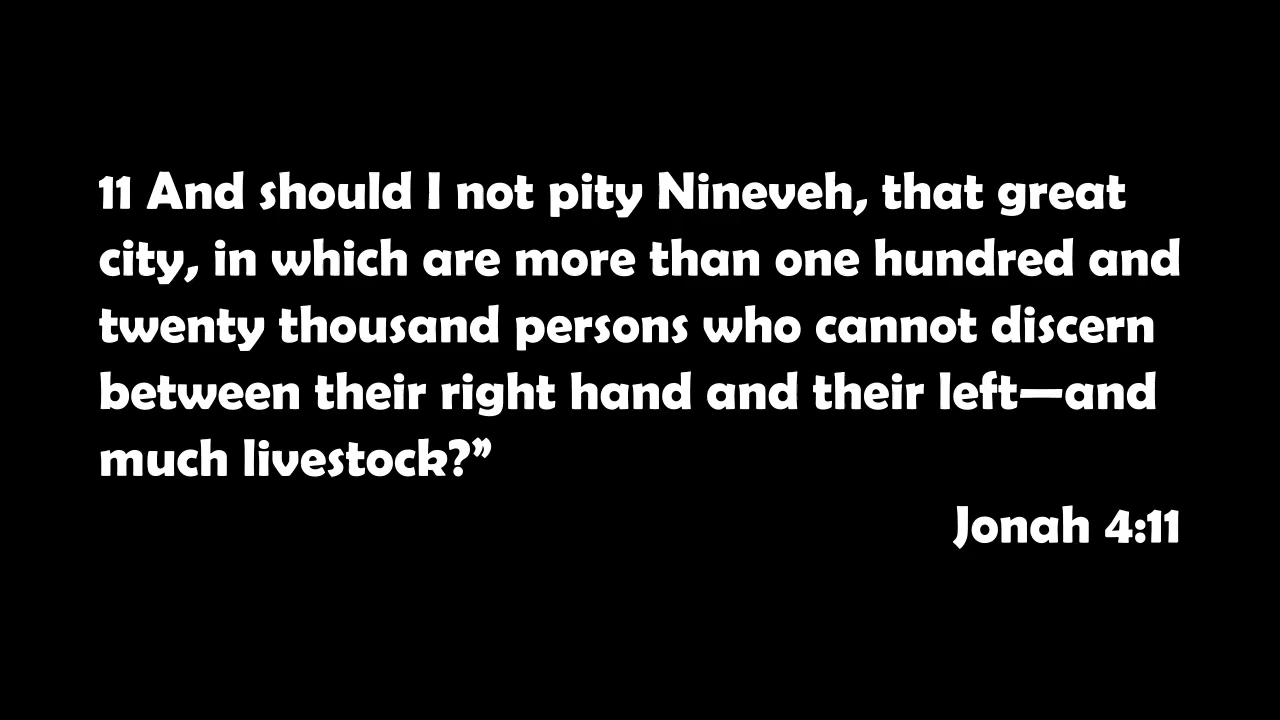 11 And should I not pity Nineveh, that great
city, in which are more than one hundred and
twenty thousand persons who cannot discern
between their right hand and their left—and
much livestock?”
Jonah 4:11